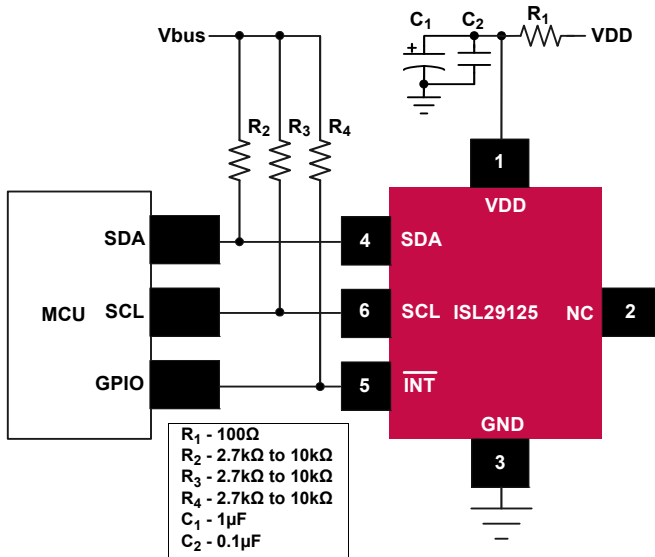 C1 C2 R1
Vbus VDD
+
R2 R3 R4
1
VDD
SDA 4 SDA
MCU SCL 6 SCL ISL29125 NC 2
GPIO 5 INT
GND
3
R1 - 100Ω
R2 - 2.7kΩ to 10kΩ
R3 - 2.7kΩ to 10kΩ
R4 - 2.7kΩ to 10kΩ
C1 - 1µF
C2 - 0.1µF